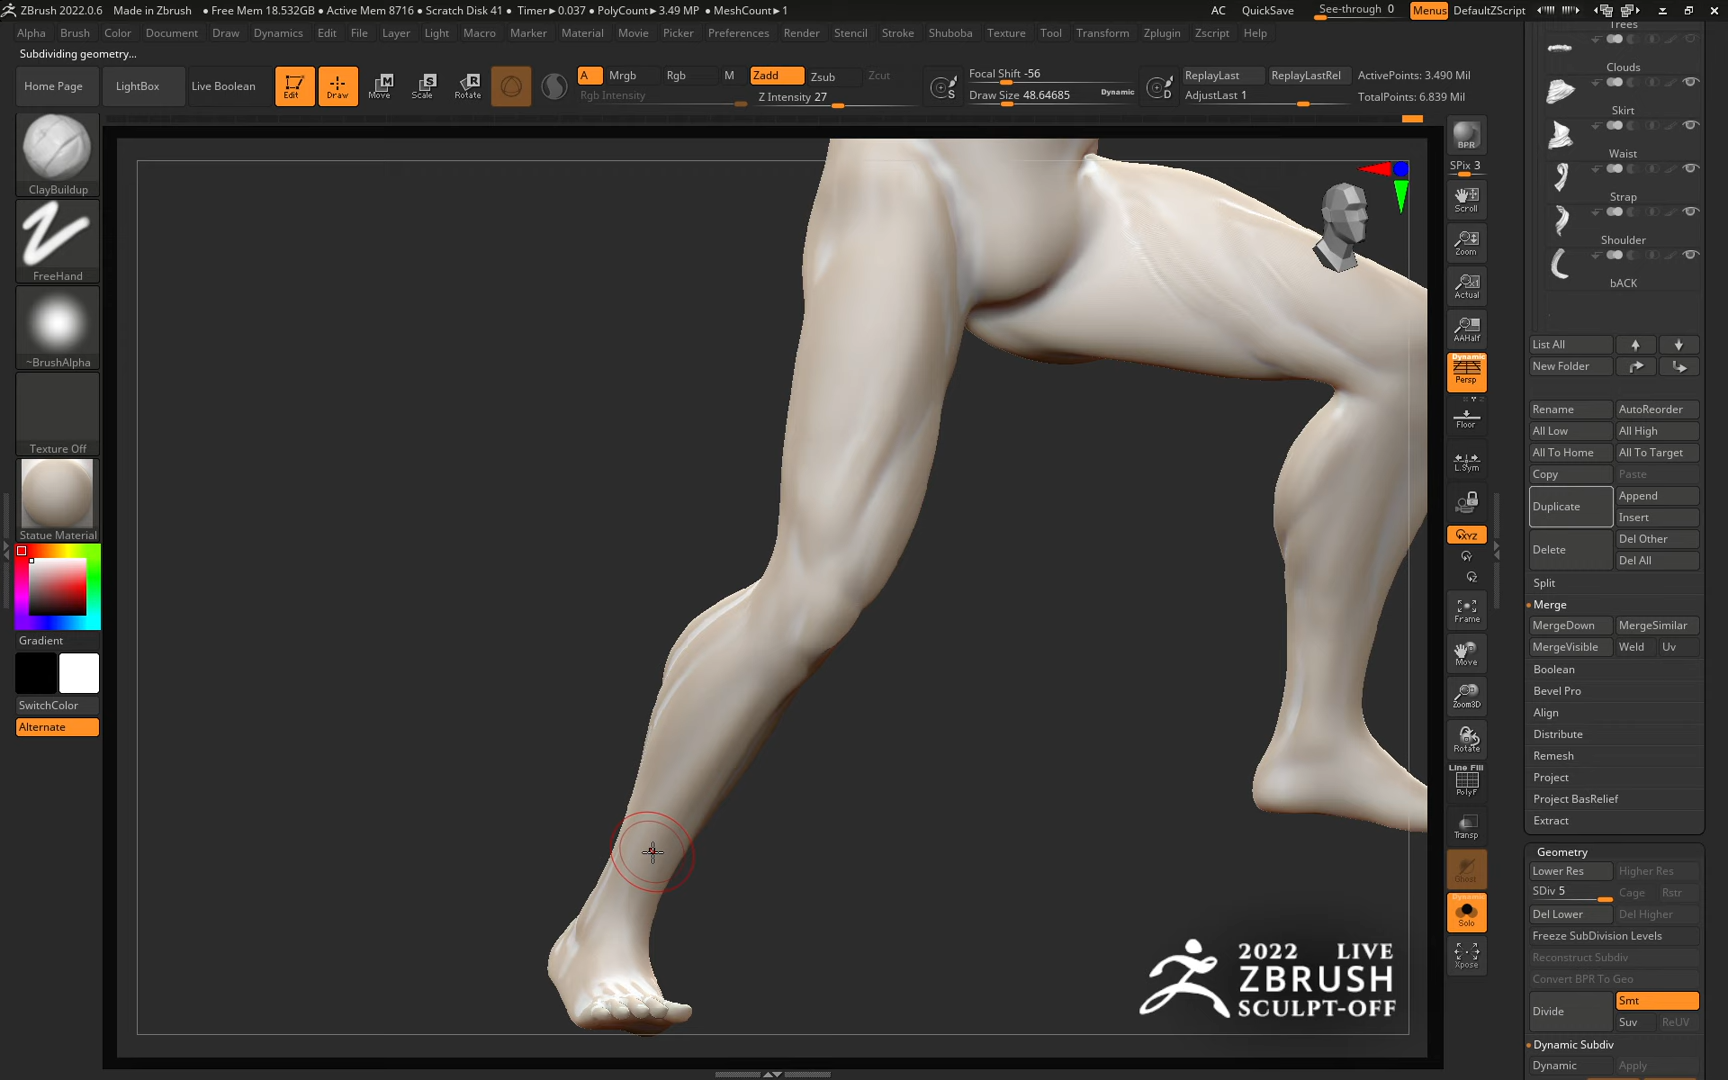 ZBrush 2022.0.6 Made in Zbrush • Free Mem 18.532GB • Active Mem 8716 • Scratch Disk 41 • Timer▸0.037 • PolyCount▸3.49 MP • MeshCount▸1 AC QuickSave See-through 0 Menus DefaultZScript
Alpha Brush Color Document Draw Dynamics Edit File Layer Light Macro Marker Material Movie Picker Preferences Render Stencil Stroke Shuboba Texture Tool Transform Zplugin Zscript Help
Subdividing geometry...
Home Page LightBox Live Boolean Edit Draw Move Scale Rotate
A Mrgb Rgb M Zadd Zsub Zcut
Rgb Intensity Z Intensity 27
S Focal Shift -56
Draw Size 48.64685 Dynamic
D ReplayLast ReplayLastRel ActivePoints: 3.490 Mil
AdjustLast 1 TotalPoints: 6.839 Mil
ClayBuildup
FreeHand
~BrushAlpha
Texture Off
Statue Material
Gradient
SwitchColor
Alternate
2022 LIVE
ZBRUSH
SCULPT-OFF
BPR
SPix 3
Scroll
Zoom
Actual
AAHalf
Dynamic
Persp
Floor
L.Sym
XYZ
Y
Z
Frame
Move
Zoom3D
Rotate
Line Fill
PolyF
Transp
Ghost
Dynamic
Solo
Xpose
Trees
Clouds
Skirt
Waist
Strap
Shoulder
bACK
List All
New Folder
Rename AutoReorder
All Low All High
All To Home All To Target
Copy Paste
Duplicate Append
Insert
Delete Del Other
Del All
Split
Merge
MergeDown MergeSimilar
MergeVisible Weld Uv
Boolean
Bevel Pro
Align
Distribute
Remesh
Project
Project BasRelief
Extract
Geometry
Lower Res Higher Res
SDiv 5 Cage Rstr
Del Lower Del Higher
Freeze SubDivision Levels
Reconstruct Subdiv
Convert BPR To Geo
Divide Smt
Suv ReUV
Dynamic Subdiv
Dynamic Apply